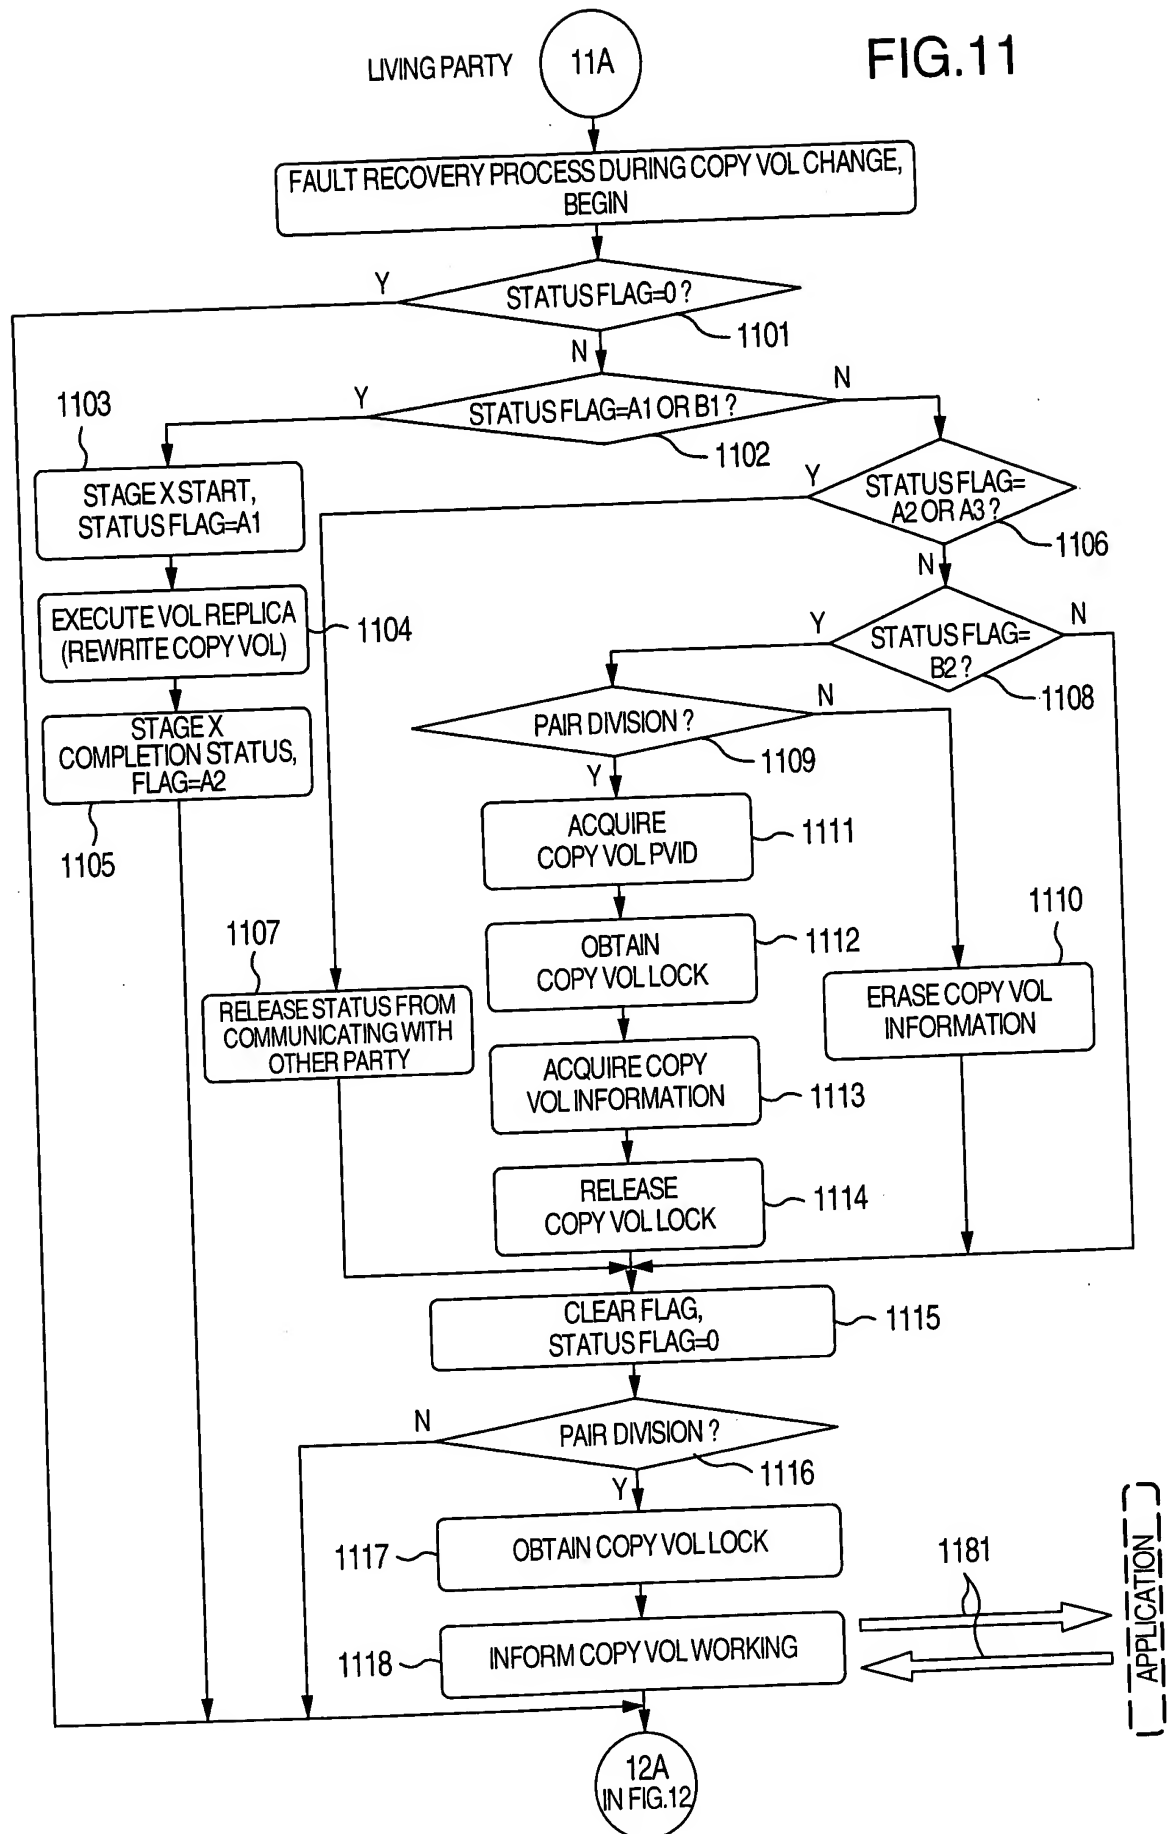 FIG.11
LIVING PARTY
11A
FAULT RECOVERY PROCESS DURING COPY VOL CHANGE,
BEGIN
Y
STATUS FLAG=0 ?
1101
N
Y
STATUS FLAG=A1 OR B1 ?
N
1102
1103
STAGE X START,
STATUS FLAG=A1
Y
STATUS FLAG=
A2 OR A3 ?
1106
N
EXECUTE VOL REPLICA
(REWRITE COPY VOL)
1104
Y
STATUS FLAG=
B2 ?
N
1108
STAGE X
COMPLETION STATUS,
FLAG=A2
1105
PAIR DIVISION ?
N
1109
Y
ACQUIRE
COPY VOL PVID
1111
1107
RELEASE STATUS FROM
COMMUNICATING WITH
OTHER PARTY
OBTAIN
COPY VOL LOCK
1112
1110
ERASE COPY VOL
INFORMATION
ACQUIRE COPY
VOL INFORMATION
1113
RELEASE
COPY VOL LOCK
1114
CLEAR FLAG,
STATUS FLAG=0
1115
N
PAIR DIVISION ?
1116
Y
1117
OBTAIN COPY VOL LOCK
1181
APPLICATION
1118
INFORM COPY VOL WORKING
12A
IN FIG.12